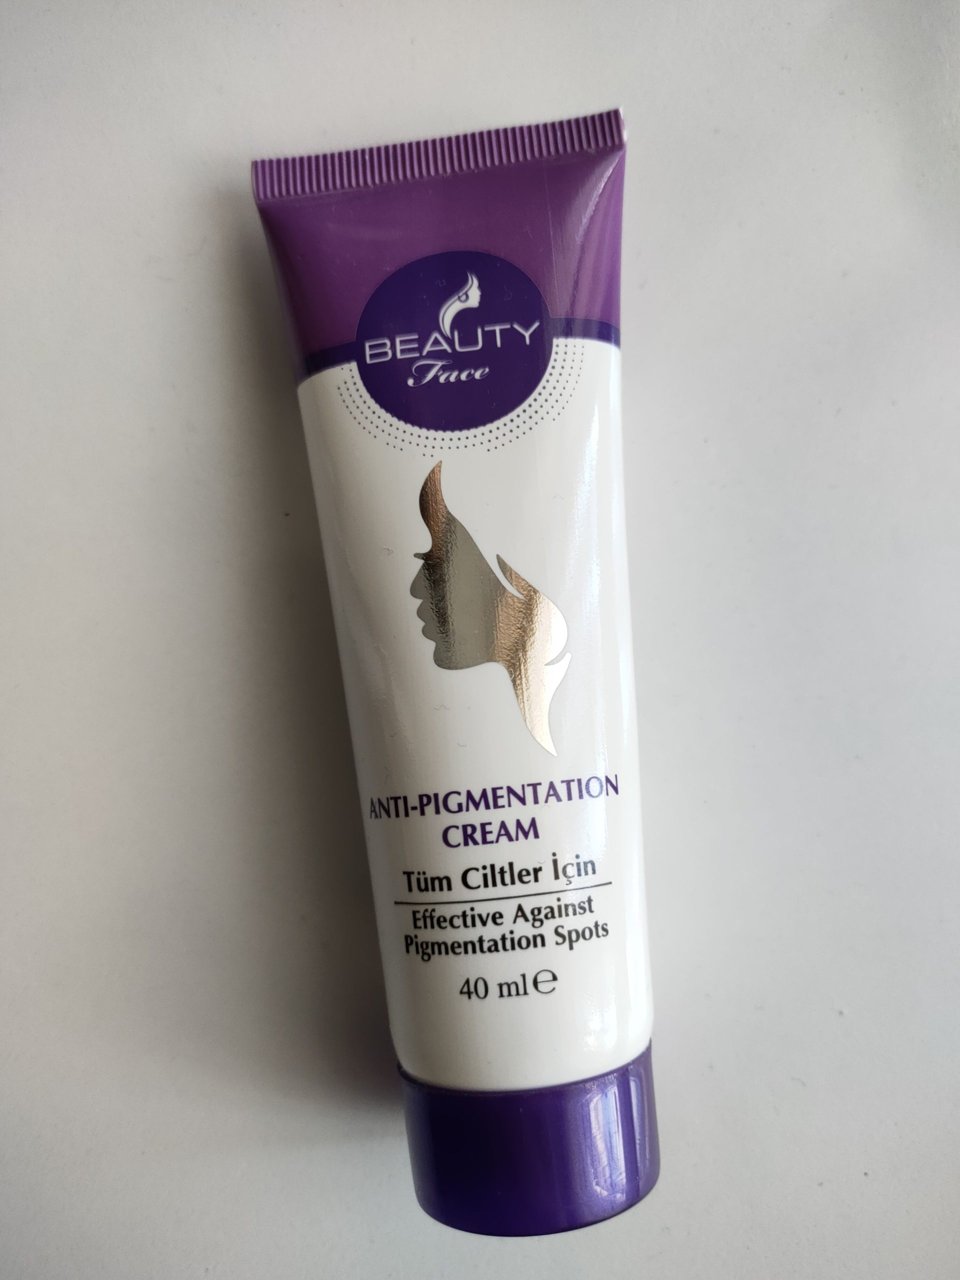 BEAUTY
Face
ANTI-PIGMENTATION
CREAM
Tüm Ciltler İçin
Effective Against
Pigmentation Spots
40 ml e